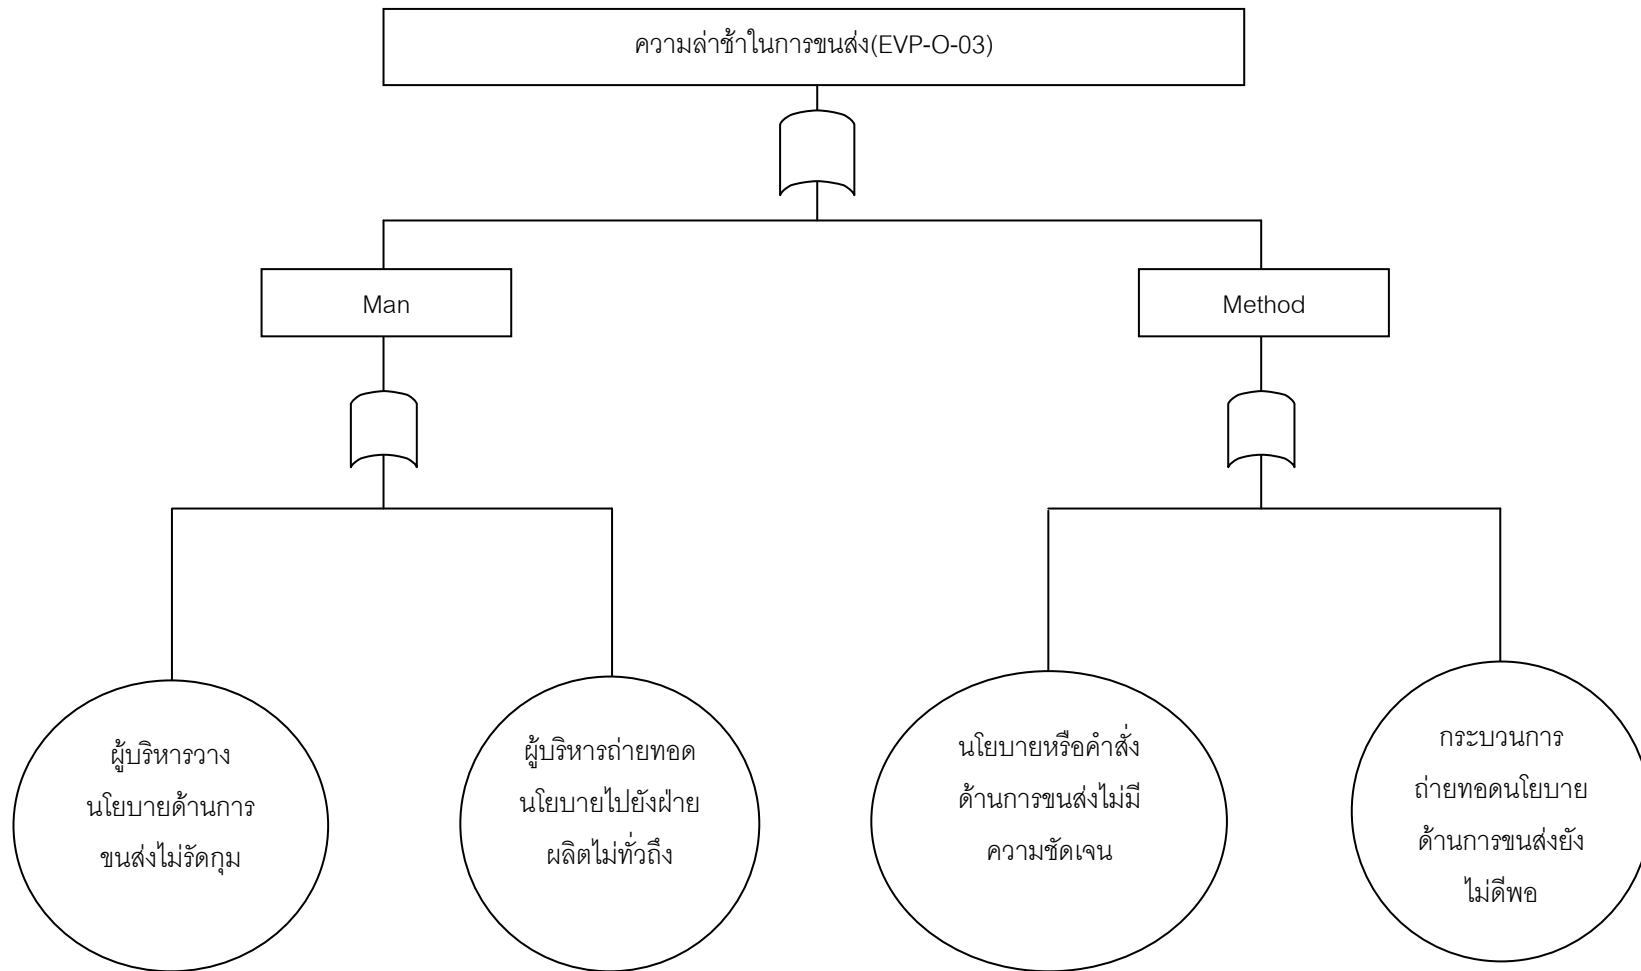 ความล่าช้าในการขนส่ง(EVP-O-03)
Man
Method
ผู้บริหารวาง
นโยบายด้านการ
ขนส่งไม่รัดกุม
ผู้บริหารถ่ายทอด
นโยบายไปยังฝ่าย
ผลิตไม่ทั่วถึง
นโยบายหรือคำสั่ง
ด้านการขนส่งไม่มี
ความชัดเจน
กระบวนการ
ถ่ายทอดนโยบาย
ด้านการขนส่งยัง
ไม่ดีพอ